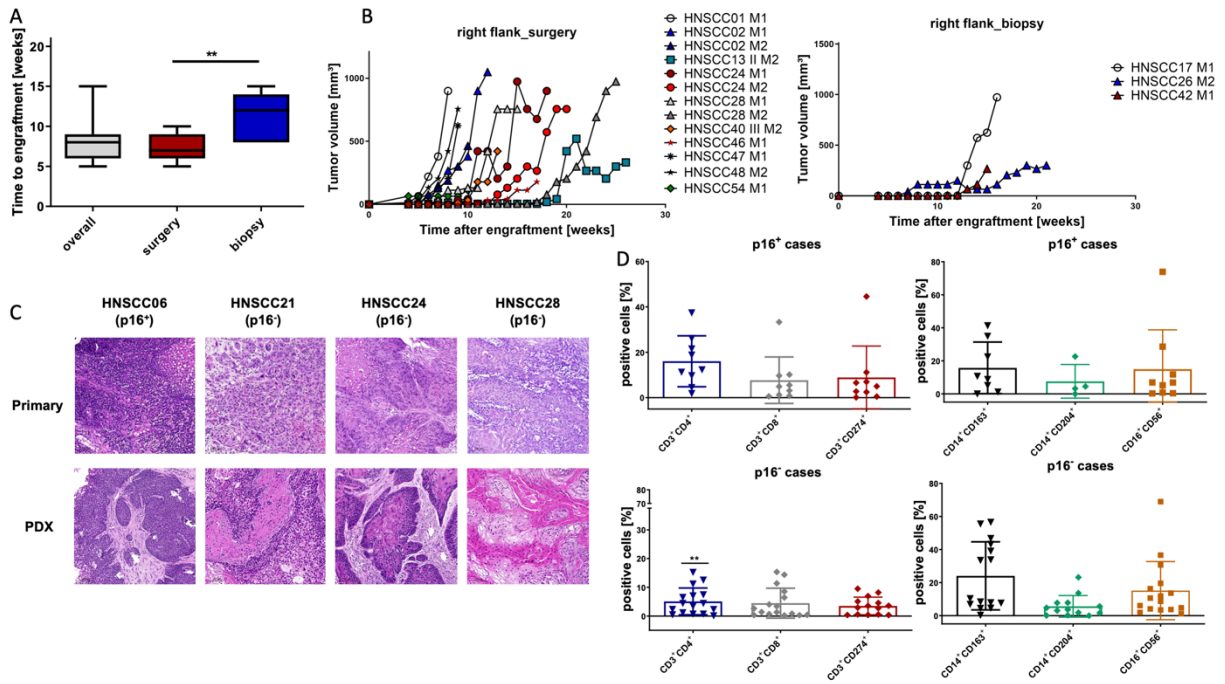 A
Time to engraftment [weeks]
20
15
10
5
0
overall
surgery
biopsy
**
B
right flank_surgery
Tumor volume [mm³]
1000
500
0
0
10
20
30
Time after engraftment [weeks]
HNSCC01 M1
HNSCC02 M1
HNSCC02 M2
HNSCC13 II M2
HNSCC24 M1
HNSCC24 M2
HNSCC28 M1
HNSCC28 M2
HNSCC40 III M2
HNSCC46 M1
HNSCC47 M1
HNSCC48 M2
HNSCC54 M1
right flank_biopsy
Tumor volume [mm³]
1500
1000
500
0
0
10
20
30
Time after engraftment [weeks]
HNSCC17 M1
HNSCC26 M2
HNSCC42 M1
C
HNSCC06
(p16⁺)
HNSCC21
(p16⁻)
HNSCC24
(p16⁻)
HNSCC28
(p16⁻)
Primary
PDX
D
p16⁺ cases
positive cells [%]
60
40
20
0
CD3⁺CD4⁺
CD3⁺CD8⁺
CD3⁺CD274⁺
p16⁺ cases
positive cells [%]
80
60
40
20
0
CD14⁺CD163⁺
CD14⁺CD204⁺
CD16⁺CD56⁺
p16⁻ cases
positive cells [%]
80
70
30
20
10
0
**
CD3⁺CD4⁺
CD3⁺CD8⁺
CD3⁺CD274⁺
p16⁻ cases
positive cells [%]
80
60
40
20
0
CD14⁺CD163⁺
CD14⁺CD204⁺
CD16⁺CD56⁺